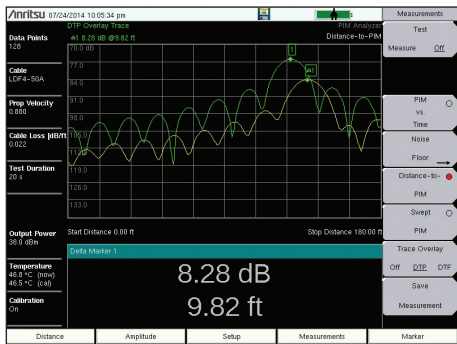 Anritsu 07/24/2014 10:05:34 pm
Data Points
128
Cable
LDF4-50A
Prop Velocity
0.880
Cable Loss [dB/ft]
0.022
Test Duration
20 s
Output Power
38.0 dBm
Temperature
46.8 °C (now)
46.5 °C (cal)
Calibration
On
DTP Overlay Trace
PIM Analyzer
Δ1 8.28 dB @9.82 ft
Distance-to-PIM
70.0 dB
77.0
84.0
91.0
98.0
105.0
112.0
119.0
126.0
133.0
1
Δ1
Start Distance 0.00 ft
Stop Distance 180.00 ft
Delta Marker 1
8.28 dB
9.82 ft
Measurements
Test
Measure Off
PIM
vs.
Time
Noise
Floor
Distance-to-
PIM
Swept
PIM
Trace Overlay
Off DTP DTF
Save
Measurement
Distance
Amplitude
Setup
Measurements
Marker